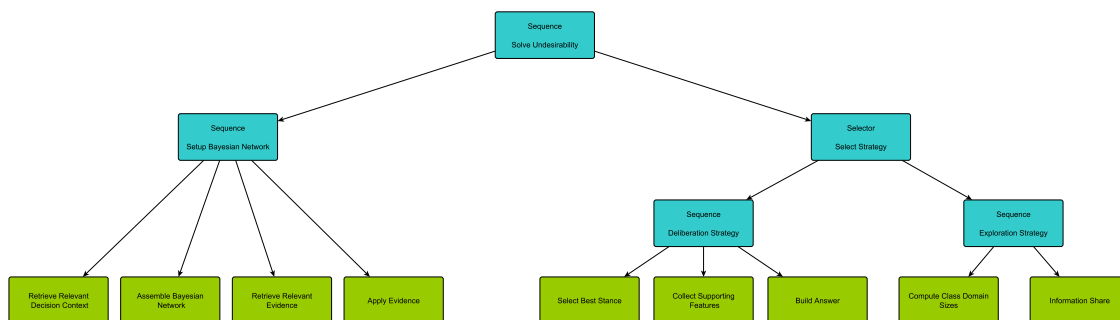 Sequence
Solve Undesirability
Sequence
Setup Bayesian Network
Selector
Select Strategy
Sequence
Deliberation Strategy
Sequence
Exploration Strategy
Retrieve Relevant
Decision Context
Assemble Bayesian
Network
Retrieve Relevant
Evidence
Apply Evidence
Select Best Stance
Collect Supporting
Features
Build Answer
Compute Class Domain
Sizes
Information Share